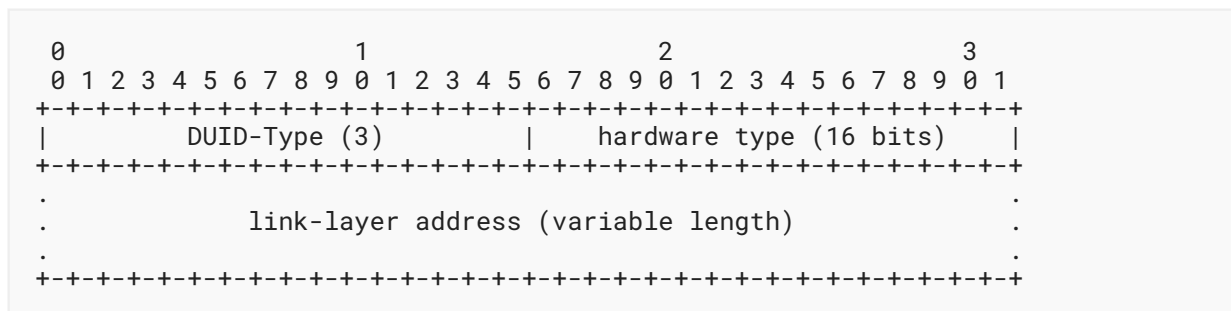 0                   1                   2                   3
 0 1 2 3 4 5 6 7 8 9 0 1 2 3 4 5 6 7 8 9 0 1 2 3 4 5 6 7 8 9 0 1
+-+-+-+-+-+-+-+-+-+-+-+-+-+-+-+-+-+-+-+-+-+-+-+-+-+-+-+-+-+-+-+-+
|         DUID-Type (3)         |    hardware type (16 bits)    |
+-+-+-+-+-+-+-+-+-+-+-+-+-+-+-+-+-+-+-+-+-+-+-+-+-+-+-+-+-+-+-+-+
.                                                               .
.             link-layer address (variable length)              .
.                                                               .
+-+-+-+-+-+-+-+-+-+-+-+-+-+-+-+-+-+-+-+-+-+-+-+-+-+-+-+-+-+-+-+-+